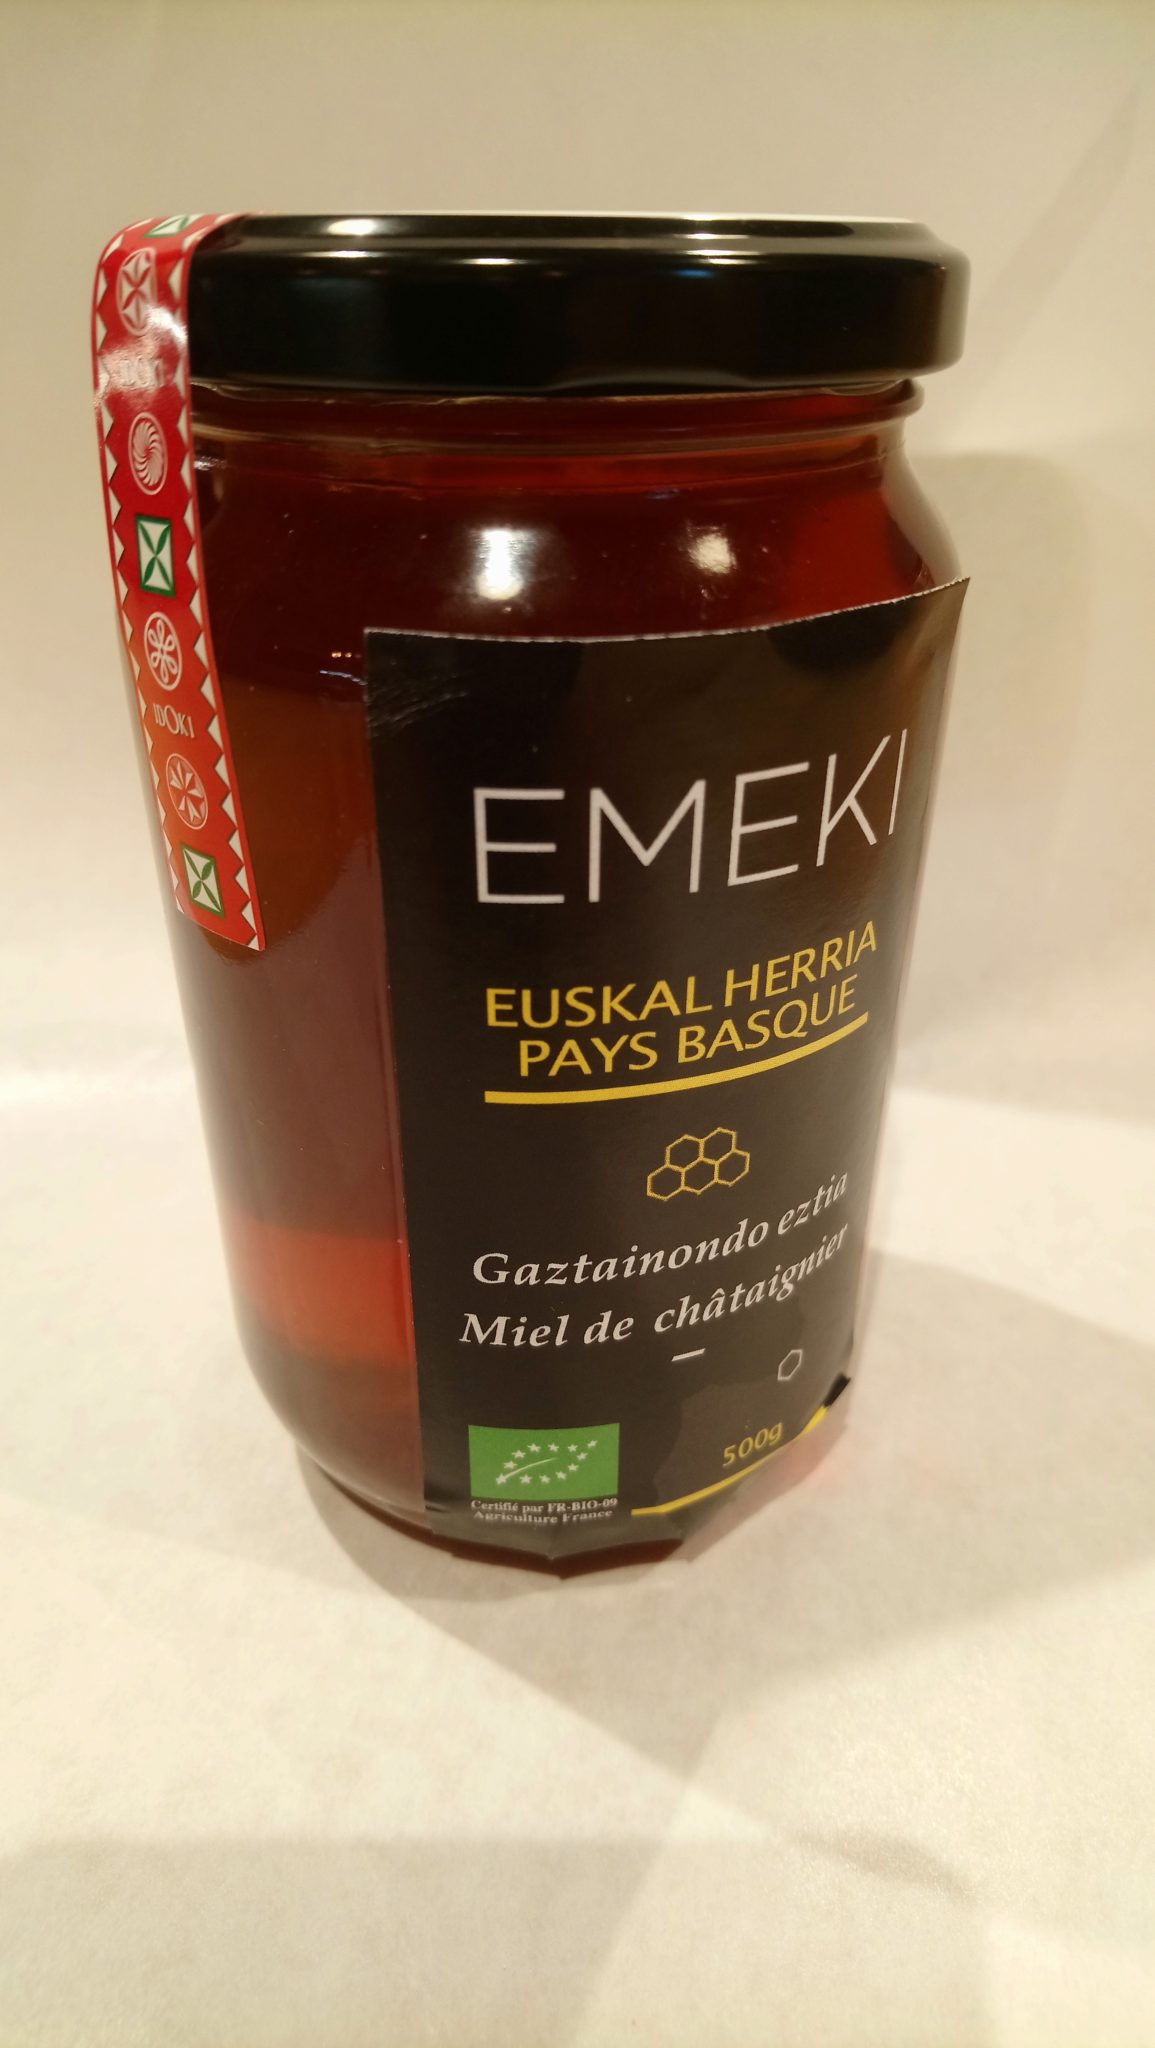 IDOKI
IDOKI
EMEKI
EUSKAL HERRIA
PAYS BASQUE
Gaztainondo eztia
Miel de châtaignier
500g
Certifié par FR-BIO-09
Agriculture France